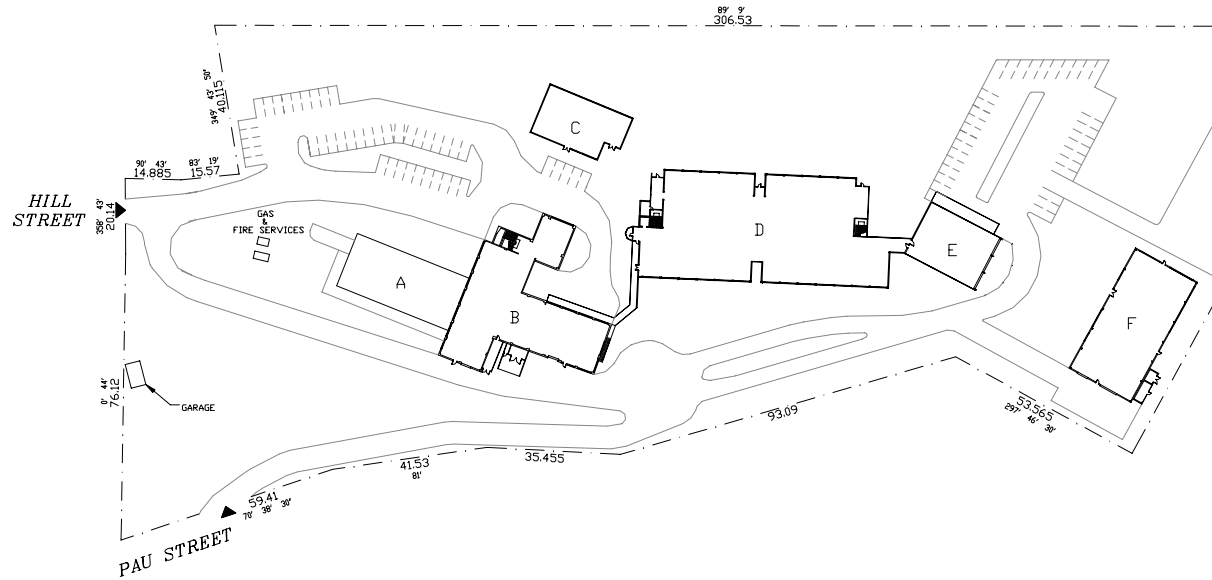 89' 9'
306.53
349' 43' 50'
40.115
90' 43' 83' 19'
14.885 15.57
HILL
STREET
358' 43'
20.14
GAS
&
FIRE SERVICES
A
B
C
D
E
F
0' 44'
76.12
GARAGE
93.09
53.565
297' 46' 30'
35.455
41.53
81'
59.41
70' 38' 30'
PAU STREET